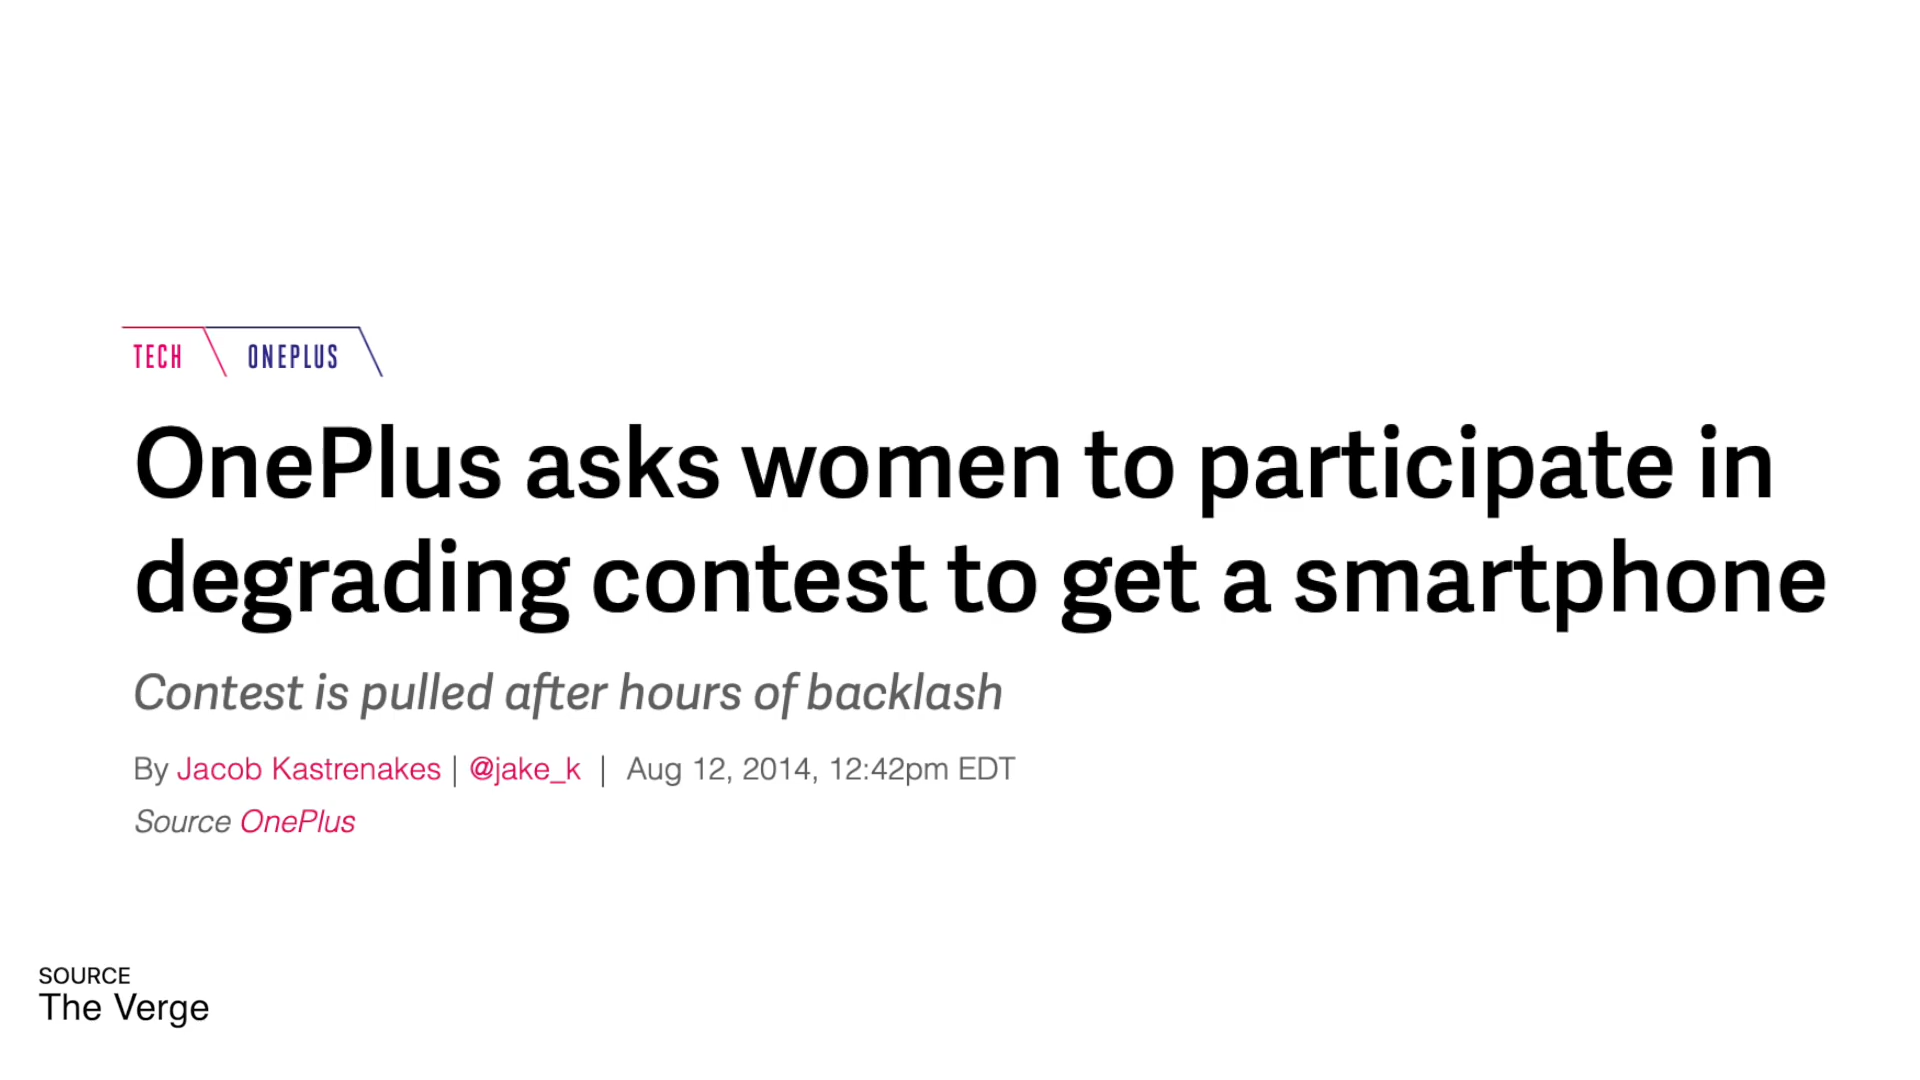 TECH ONEPLUS
OnePlus asks women to participate in
degrading contest to get a smartphone
Contest is pulled after hours of backlash
By Jacob Kastrenakes | @jake_k | Aug 12, 2014, 12:42pm EDT
Source OnePlus
SOURCE
The Verge